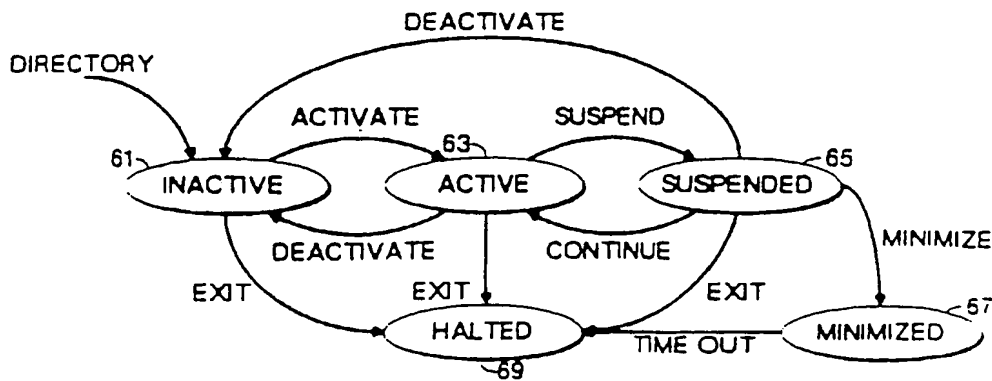 DEACTIVATE
DIRECTORY
ACTIVATE
SUSPEND
61
63
65
INACTIVE
ACTIVE
SUSPENDED
DEACTIVATE
CONTINUE
MINIMIZE
EXIT
EXIT
EXIT
67
HALTED
TIME OUT
MINIMIZED
69